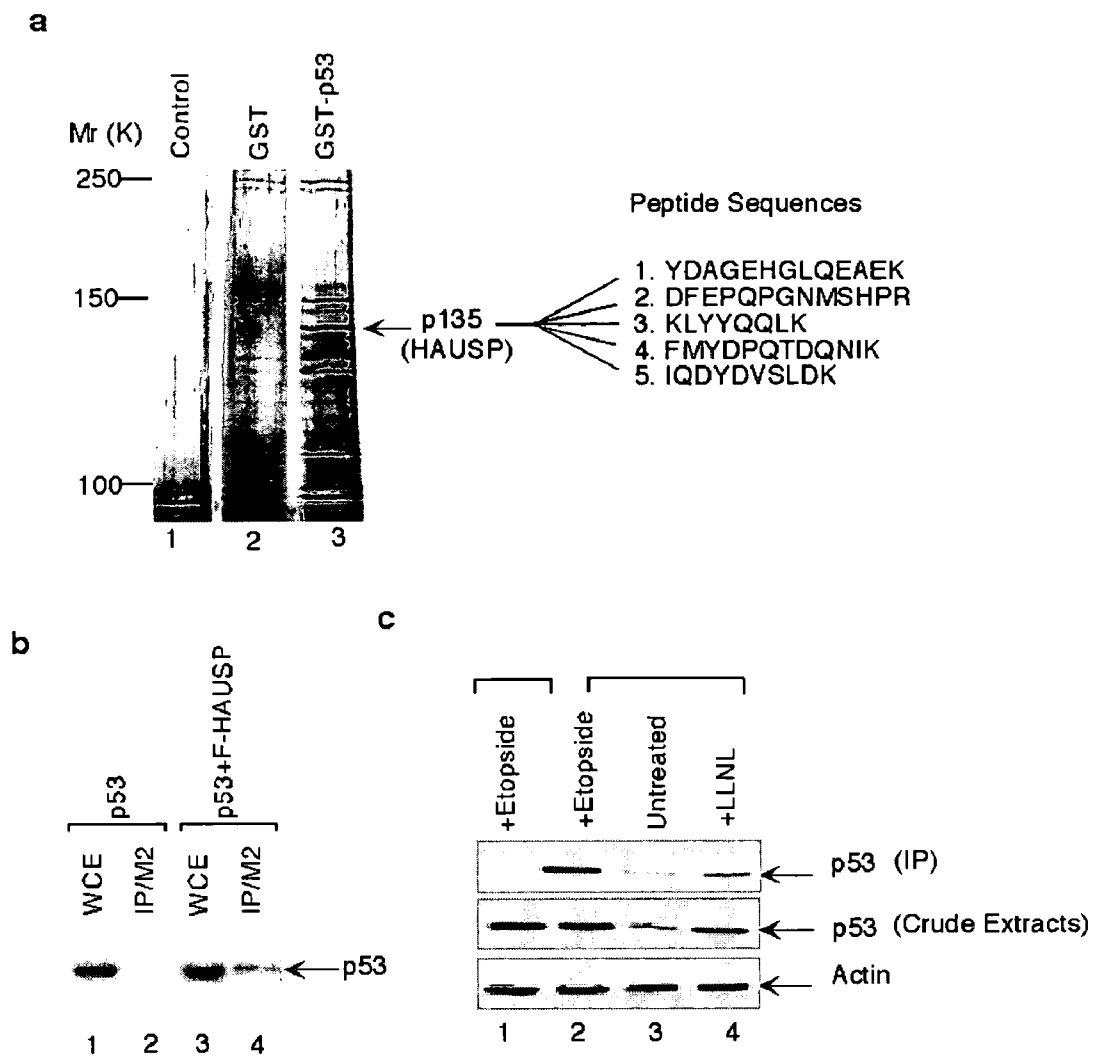 a
Mr (K)
Control
GST
GST-p53
250
150
100
p135
(HAUSP)
Peptide Sequences
1. YDAGEHGLQEAEK
2. DFEPQPGNMSHPR
3. KLYYQQLK
4. FMYDPQTDQNIK
5. IQDYDVSLDK
1 2 3
b
p53
p53+F-HAUSP
WCE
IP/M2
WCE
IP/M2
p53
1 2 3 4
c
+Etopside
+Etopside
Untreated
+LLNL
p53 (IP)
p53 (Crude Extracts)
Actin
1 2 3 4